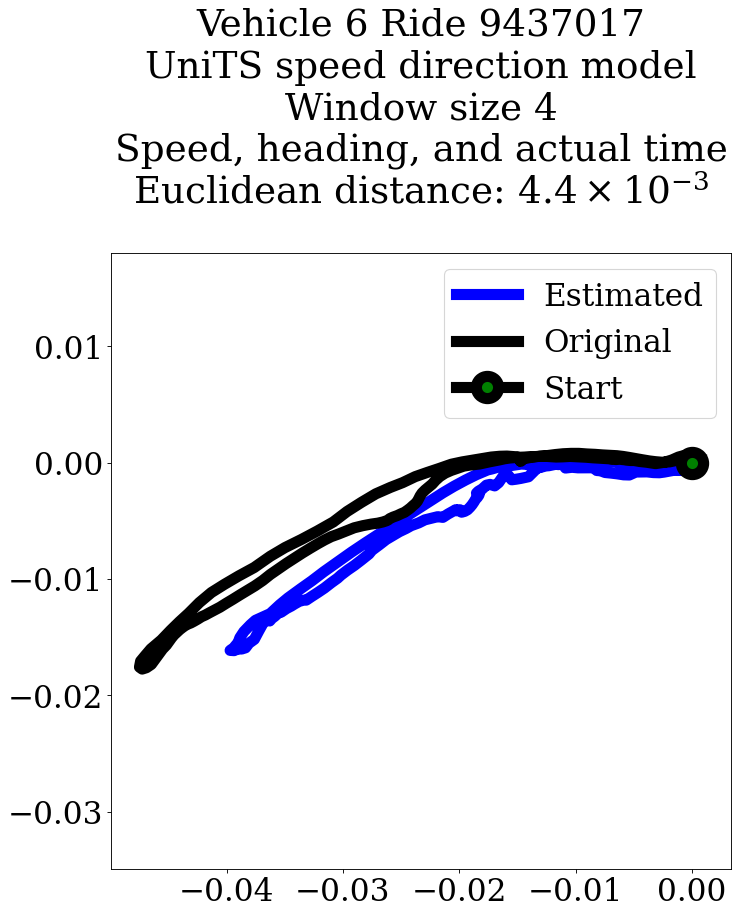 Vehicle 6 Ride 9437017
UniTS speed direction model
Window size 4
Speed, heading, and actual time
Euclidean distance: 4.4 × 10⁻³
Estimated
Original
Start
0.01
0.00
−0.01
−0.02
−0.03
−0.04 −0.03 −0.02 −0.01 0.00